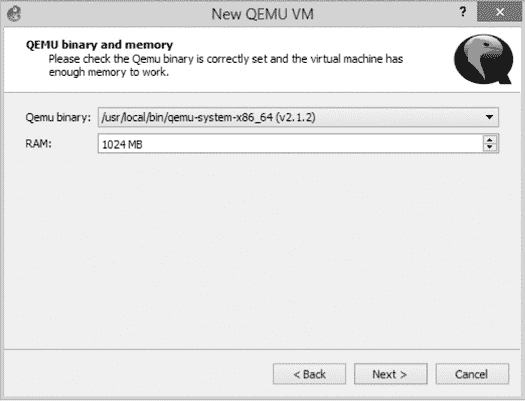 New QEMU VM
?
QEMU binary and memory
Please check the Qemu binary is correctly set and the virtual machine has
enough memory to work.
Qemu binary: /usr/local/bin/qemu-system-x86_64 (v2.1.2)
RAM: 1024 MB
< Back Next > Cancel